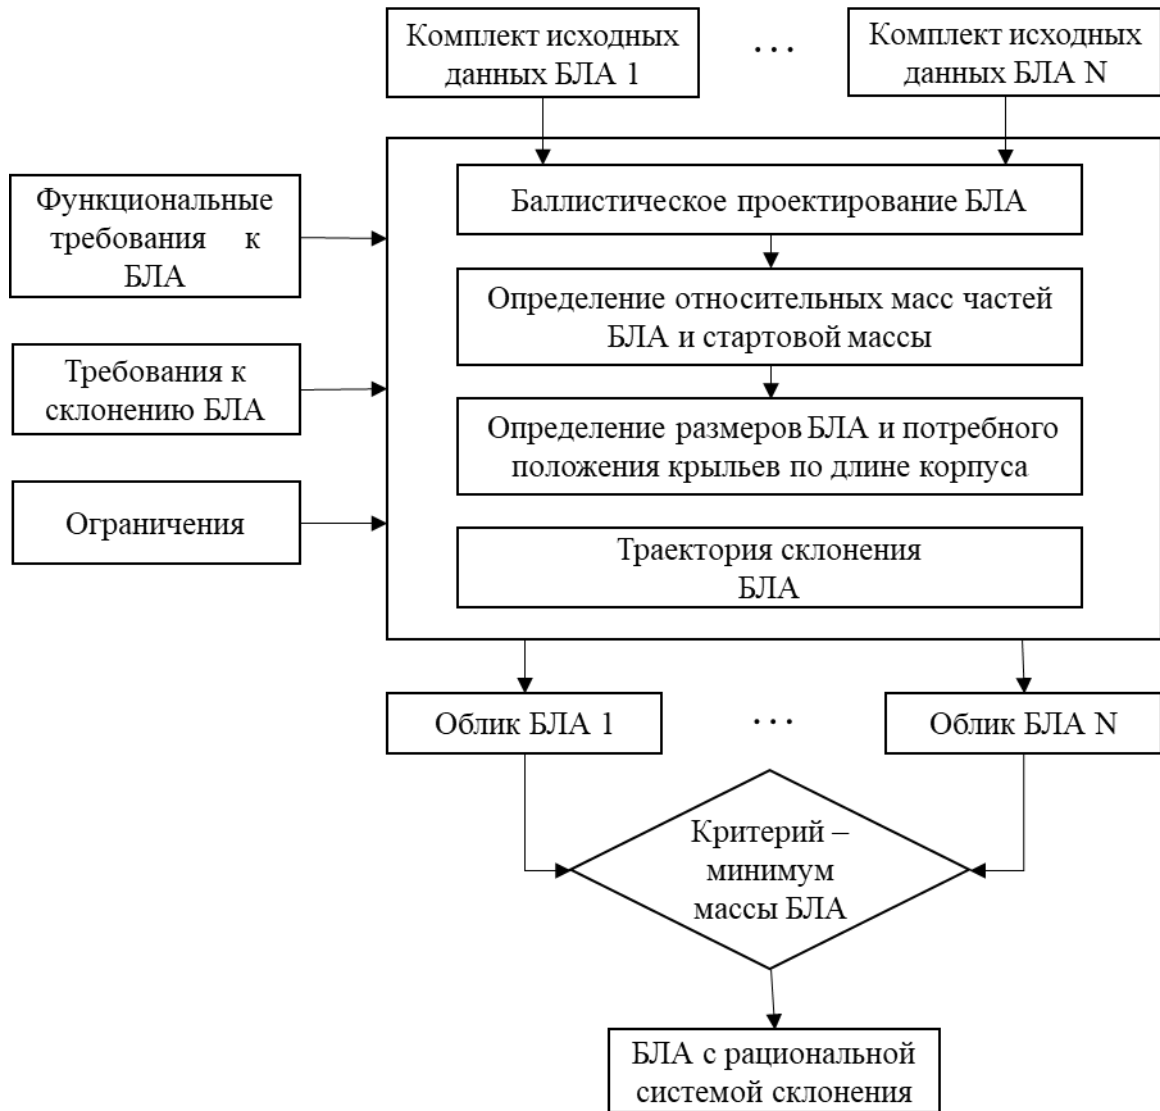 Комплект исходных
данных БЛА 1
. . .
Комплект исходных
данных БЛА N
Функциональные
требования к
БЛА
Требования к
склонению БЛА
Ограничения
Баллистическое проектирование БЛА
Определение относительных масс частей
БЛА и стартовой массы
Определение размеров БЛА и потребного
положения крыльев по длине корпуса
Траектория склонения
БЛА
Облик БЛА 1
. . .
Облик БЛА N
Критерий –
минимум
массы БЛА
БЛА с рациональной
системой склонения